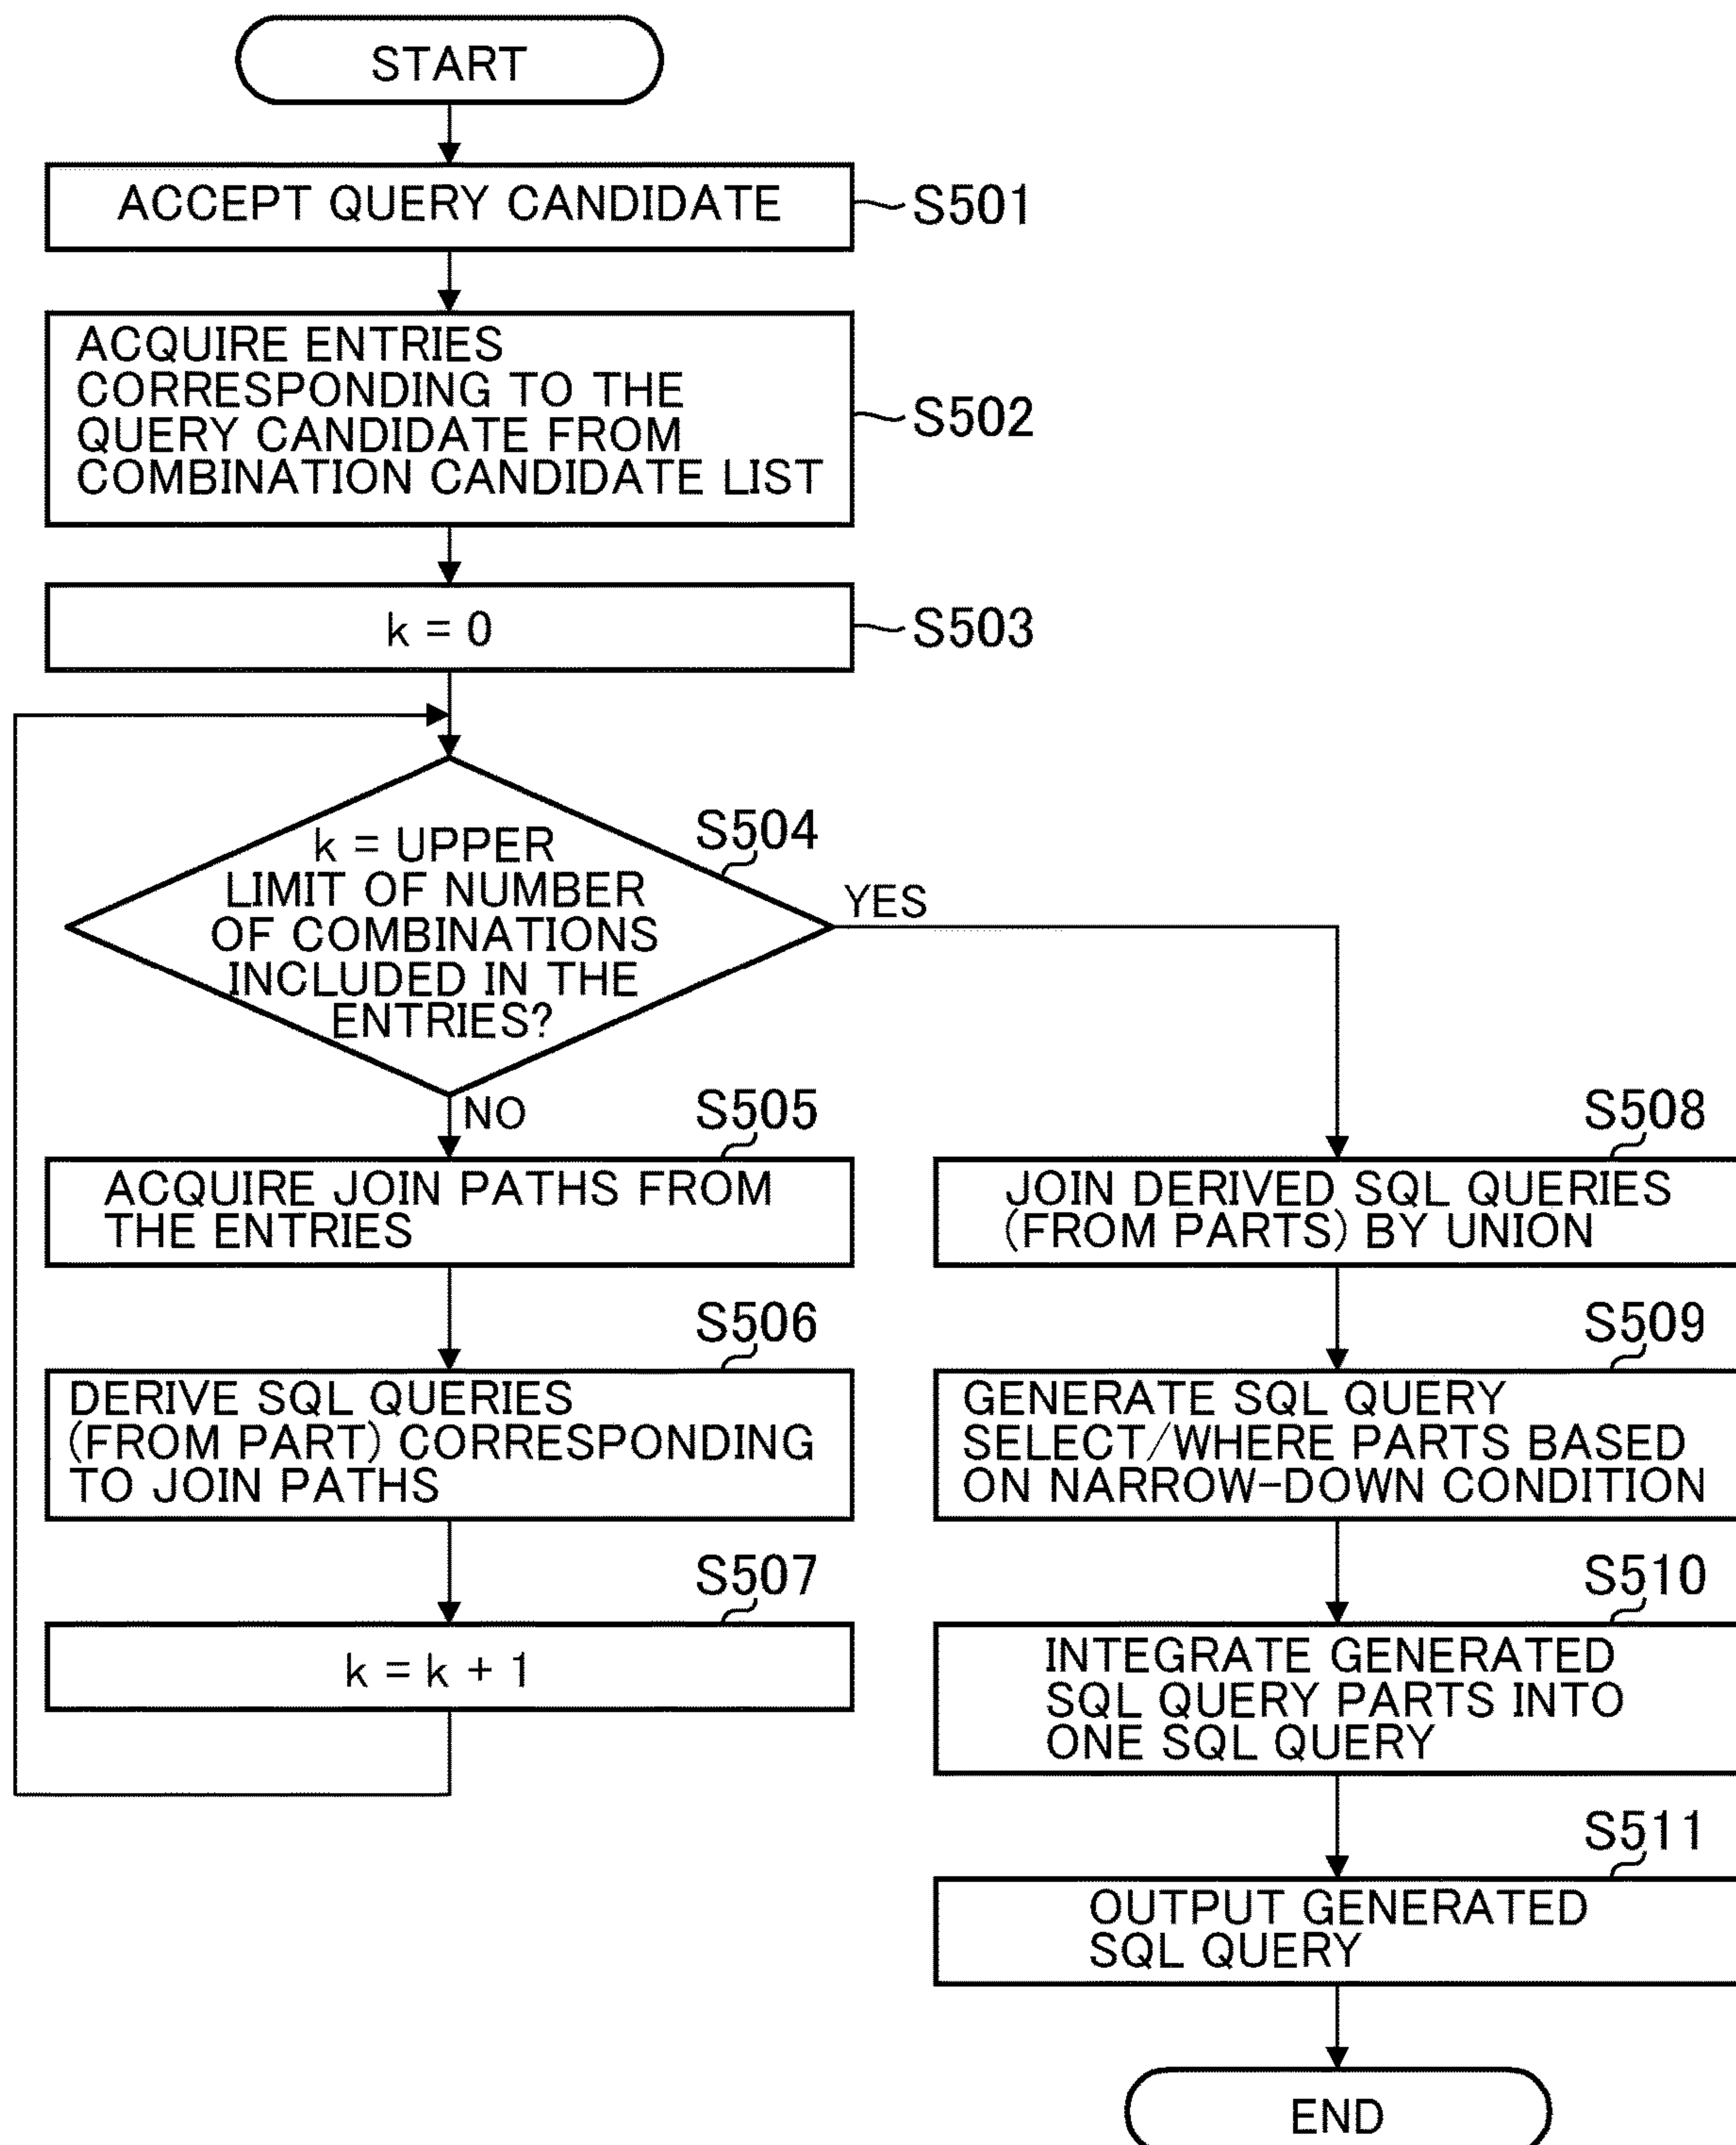 START
ACCEPT QUERY CANDIDATE
S501
ACQUIRE ENTRIES
CORRESPONDING TO THE
QUERY CANDIDATE FROM
COMBINATION CANDIDATE LIST
S502
k = 0
S503
S504
k = UPPER
LIMIT OF NUMBER
OF COMBINATIONS
INCLUDED IN THE
ENTRIES?
YES
NO
S505
ACQUIRE JOIN PATHS FROM
THE ENTRIES
S506
DERIVE SQL QUERIES
(FROM PART) CORRESPONDING
TO JOIN PATHS
S507
k = k + 1
S508
JOIN DERIVED SQL QUERIES
(FROM PARTS) BY UNION
S509
GENERATE SQL QUERY
SELECT/WHERE PARTS BASED
ON NARROW-DOWN CONDITION
S510
INTEGRATE GENERATED
SQL QUERY PARTS INTO
ONE SQL QUERY
S511
OUTPUT GENERATED
SQL QUERY
END